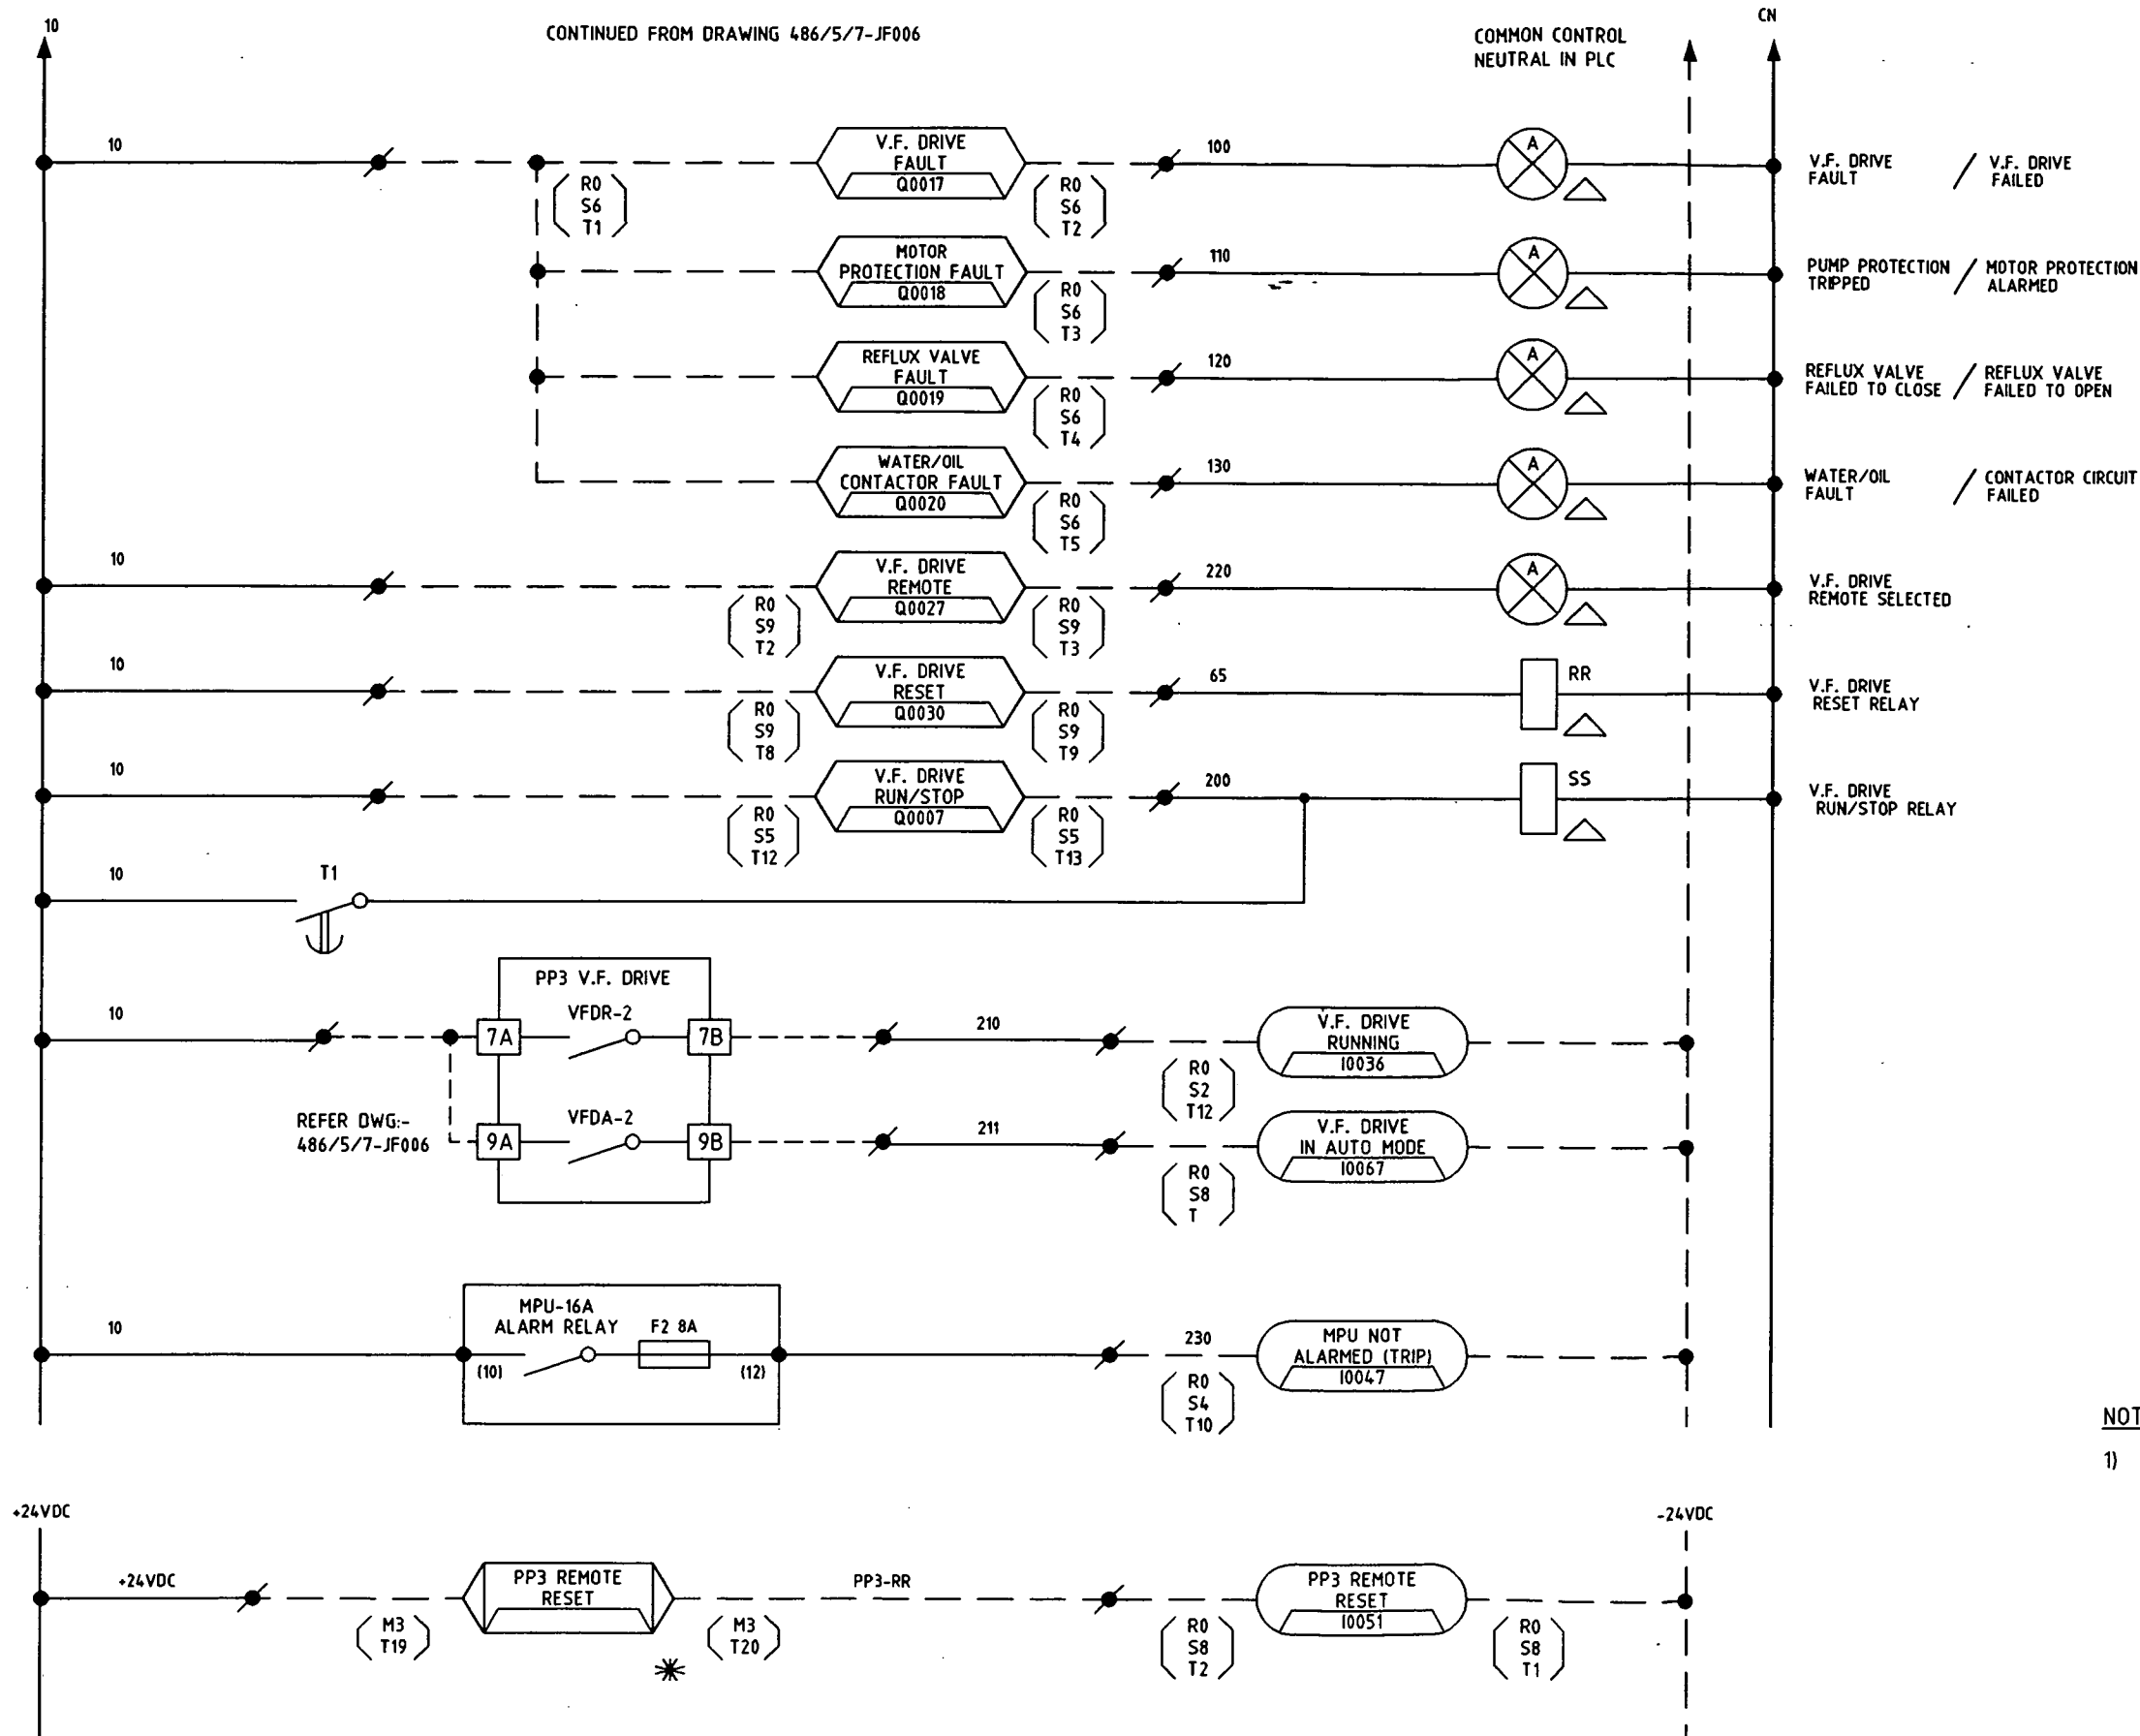 10
CONTINUED FROM DRAWING 486/5/7-JF006
COMMON CONTROL
NEUTRAL IN PLC
CN
10
V.F. DRIVE
FAULT
Q0017
R0
S6
T1
R0
S6
T2
100
A
V.F. DRIVE
FAULT
/ V.F. DRIVE
FAILED
MOTOR
PROTECTION FAULT
Q0018
R0
S6
T3
110
A
PUMP PROTECTION
TRIPPED
/ MOTOR PROTECTION
ALARMED
REFLUX VALVE
FAULT
Q0019
R0
S6
T4
120
A
REFLUX VALVE
FAILED TO CLOSE
/ REFLUX VALVE
FAILED TO OPEN
WATER/OIL
CONTACTOR FAULT
Q0020
R0
S6
T5
130
A
WATER/OIL
FAULT
/ CONTACTOR CIRCUIT
FAILED
10
R0
S9
T2
V.F. DRIVE
REMOTE
Q0027
R0
S9
T3
220
A
V.F. DRIVE
REMOTE SELECTED
10
R0
S9
T8
V.F. DRIVE
RESET
Q0030
R0
S9
T9
65
RR
V.F. DRIVE
RESET RELAY
10
R0
S5
T12
V.F. DRIVE
RUN/STOP
Q0007
R0
S5
T13
200
SS
V.F. DRIVE
RUN/STOP RELAY
10
T1
10
PP3 V.F. DRIVE
7A
VFDR-2
7B
210
R0
S2
T12
V.F. DRIVE
RUNNING
I0036
REFER DWG:-
486/5/7-JF006
9A
VFDA-2
9B
211
R0
S8
T
V.F. DRIVE
IN AUTO MODE
I0067
10
MPU-16A
ALARM RELAY
F2 8A
(10)
(12)
230
R0
S4
T10
MPU NOT
ALARMED (TRIP)
I0047
NOT
1)
+24VDC
-24VDC
+24VDC
M3
T19
PP3 REMOTE
RESET
M3
T20
PP3-RR
R0
S8
T2
PP3 REMOTE
RESET
I0051
R0
S8
T1